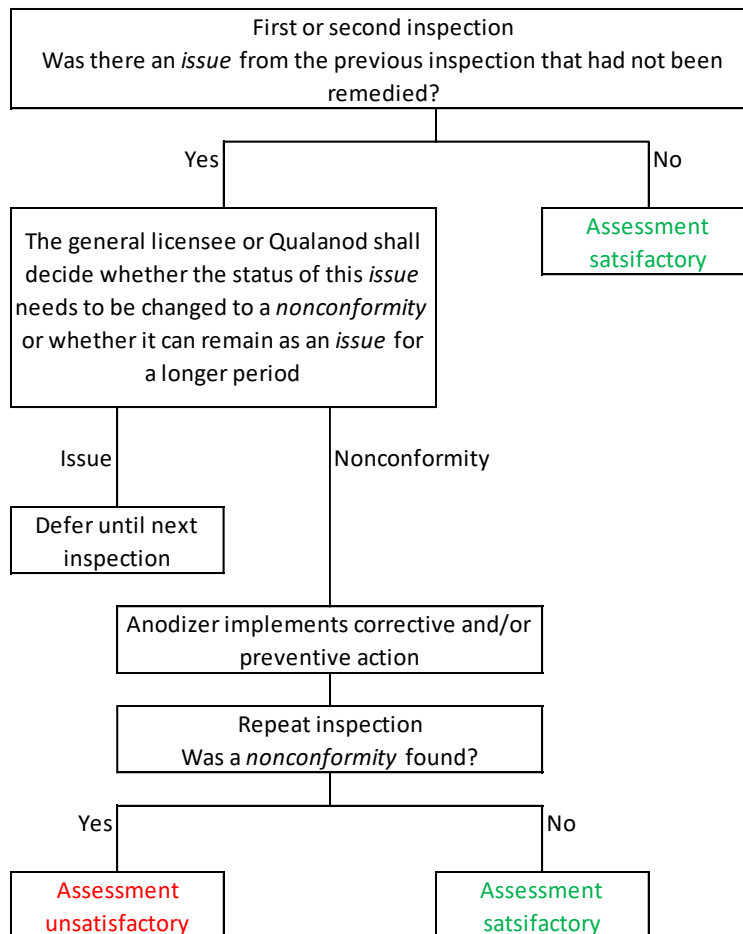 First or second inspection
Was there an issue from the previous inspection that had not been
remedied?
Yes
No
The general licensee or Qualanod shall
decide whether the status of this issue
needs to be changed to a nonconformity
or whether it can remain as an issue for
a longer period
Assessment
satsifactory
Issue
Nonconformity
Defer until next
inspection
Anodizer implements corrective and/or
preventive action
Repeat inspection
Was a nonconformity found?
Yes
No
Assessment
unsatisfactory
Assessment
satsifactory